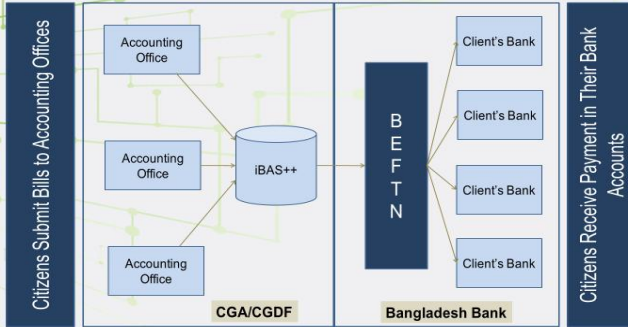 Citizens Submit Bills to Accounting Offices
Accounting
Office
Accounting
Office
Accounting
Office
iBAS++
CGA/CGDF
B
E
F
T
N
Client's Bank
Client's Bank
Client's Bank
Client's Bank
Bangladesh Bank
Citizens Receive Payment in Their Bank
Accounts